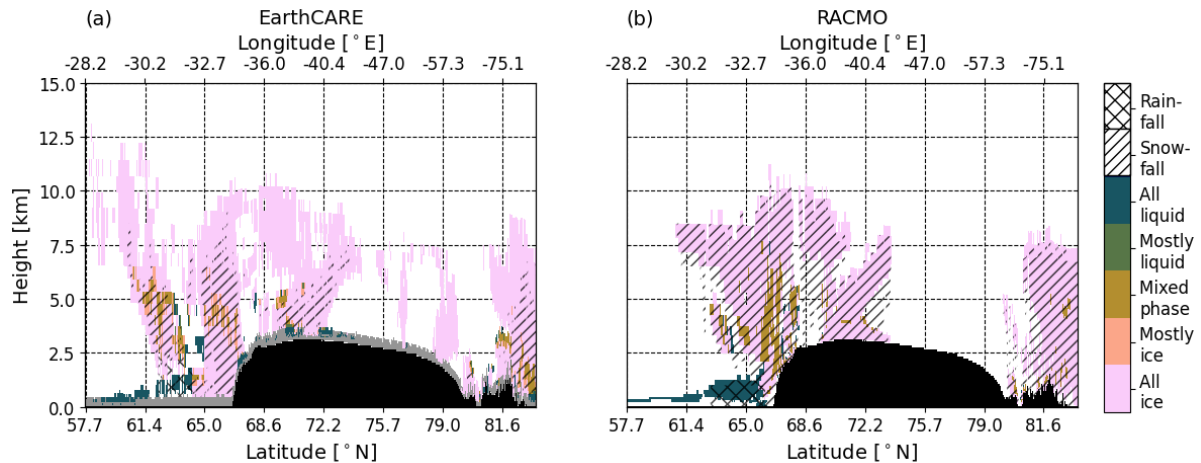 (a) EarthCARE
Longitude [°E]
-28.2 -30.2 -32.7 -36.0 -40.4 -47.0 -57.3 -75.1
15.0
12.5
10.0
7.5
5.0
2.5
0.0
Height [km]
57.7 61.4 65.0 68.6 72.2 75.9 79.6 81.6
Latitude [°N]
(b) RACMO
Longitude [°E]
-28.2 -30.2 -32.7 -36.0 -40.4 -47.0 -57.3 -75.1
57.7 61.4 65.0 68.6 72.2 75.9 79.6 81.6
Latitude [°N]
Rain-
fall
Snow-
fall
All
liquid
Mostly
liquid
Mixed
phase
Mostly
ice
All
ice